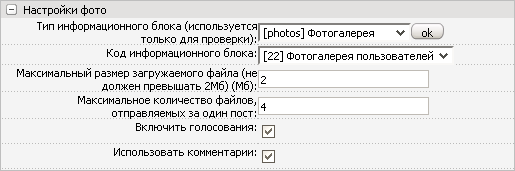 Настройки фото
Тип информационного блока (используется
только для проверки):
[photos] Фотогалерея
ok
Код информационного блока:
[22] Фотогалерея пользователей
Максимальный размер загружаемого файла (не
должен превышать 2Мб) (Мб):
2
Максимальное количество файлов,
отправляемых за один пост:
4
Включить голосования:
Использовать комментарии: